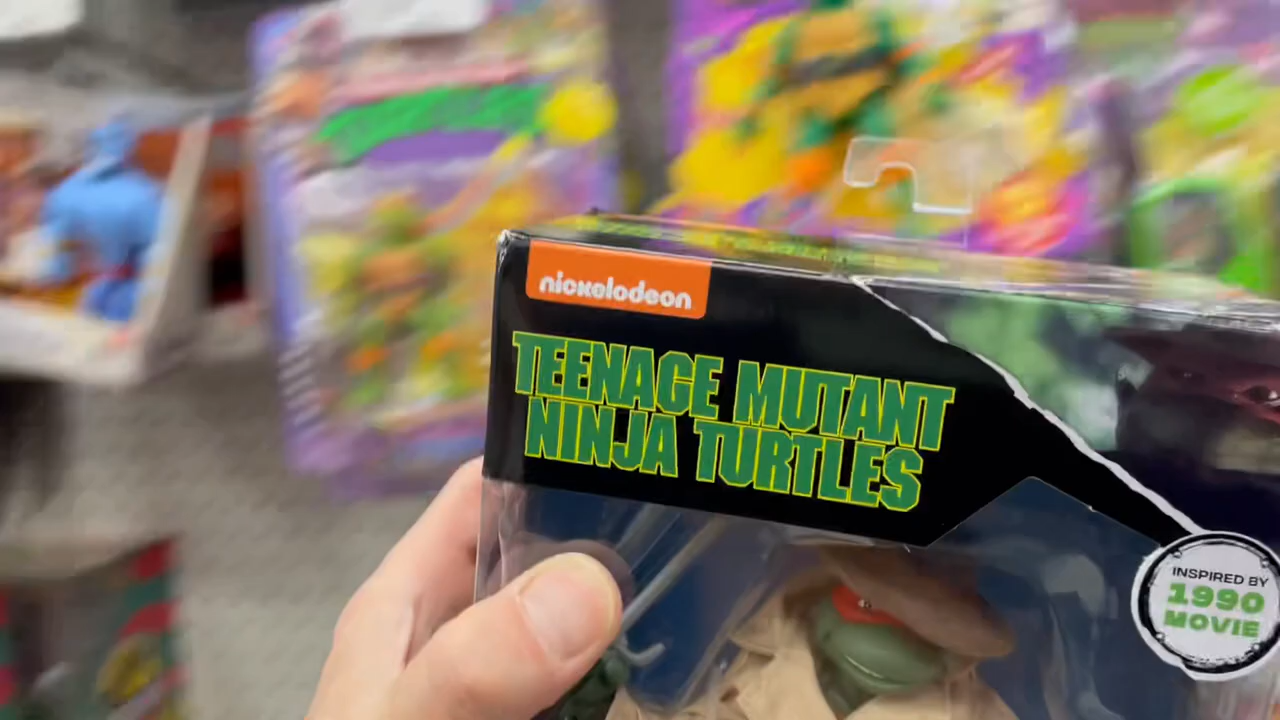 nickelodeon
TEENAGE MUTANT
NINJA TURTLES
INSPIRED BY
1990
MOVIE